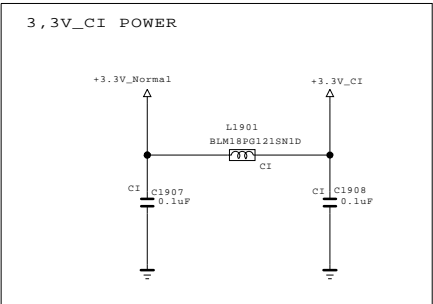 3,3V_CI POWER
+3.3V_Normal
+3.3V_CI
L1901
BLM18PG121SN1D
CI
CI C1907
0.1uF
CI C1908
0.1uF